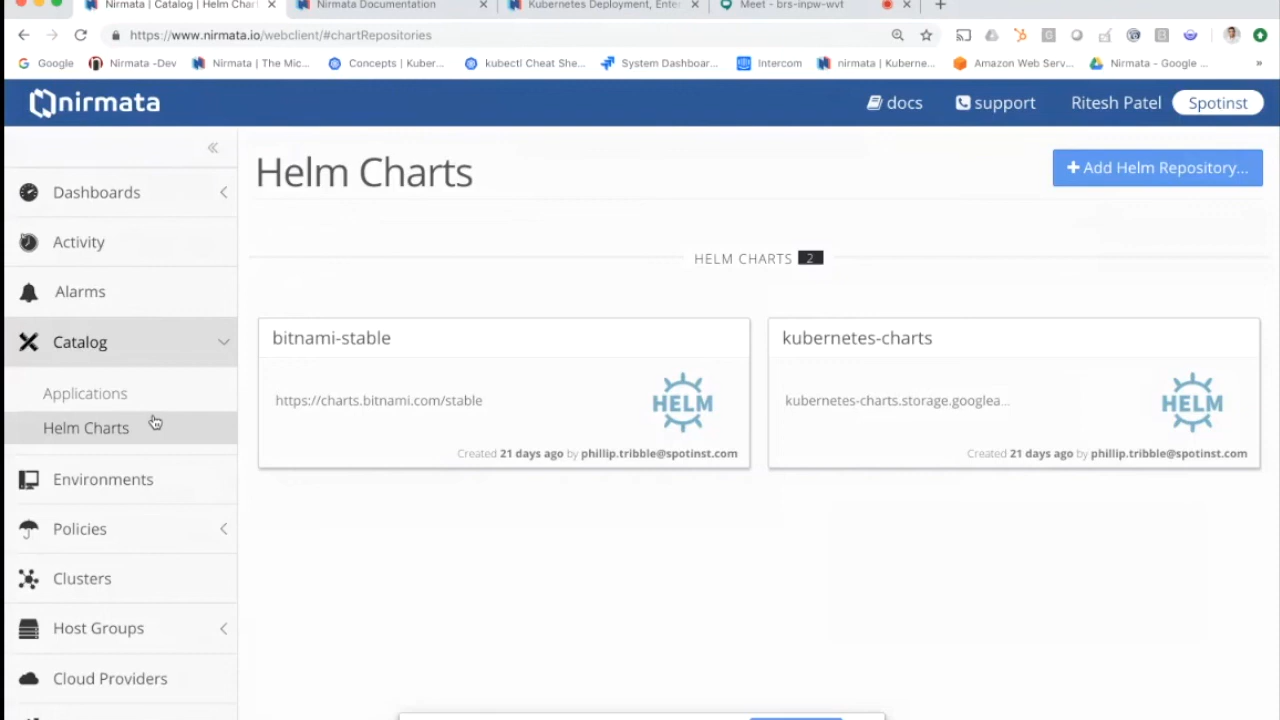 Nirmata | Catalog | Helm Chart
Nirmata Documentation
Kubernetes Deployment, Enter
Meet - brs-inpw-wvt
https://www.nirmata.io/webclient/#chartRepositories
Google
Nirmata -Dev
Nirmata | The Mic...
Concepts | Kuber...
kubectl Cheat She...
System Dashboar...
Intercom
nirmata | Kuberne...
Amazon Web Serv...
Nirmata - Google ...
»
nirmata
docs
support
Ritesh Patel
Spotinst
«
Dashboards
Activity
Alarms
Catalog
Applications
Helm Charts
Environments
Policies
Clusters
Host Groups
Cloud Providers
Helm Charts
+ Add Helm Repository...
HELM CHARTS 2
bitnami-stable
https://charts.bitnami.com/stable
HELM
Created 21 days ago by phillip.tribble@spotinst.com
kubernetes-charts
kubernetes-charts.storage.googlea...
HELM
Created 21 days ago by phillip.tribble@spotinst.com